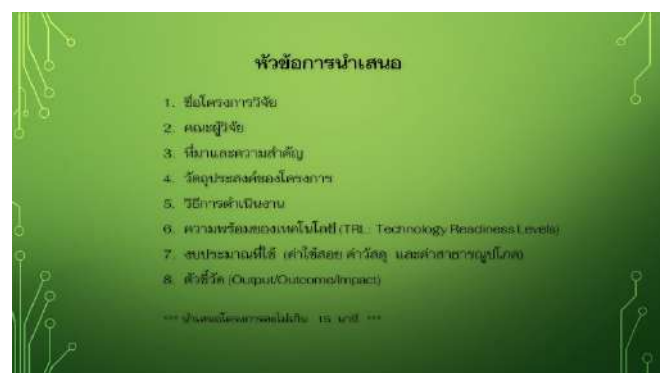 หัวข้อการนำเสนอ
1. ชื่อโครงการวิจัย
2. คณะผู้วิจัย
3. ที่มาและความสำคัญ
4. วัตถุประสงค์ของโครงการ
5. วิธีการดำเนินงาน
6. ความพร้อมของเทคโนโลยี (TRL: Technology Readiness Levels)
7. งบประมาณที่ใช้ (ค่าใช้สอย ค่าวัสดุ และค่าสาธารณูปโภค)
8. ตัวชี้วัด (Output/Outcome/Impact)
*** นำเสนอโครงการละไม่เกิน 15 นาที ***